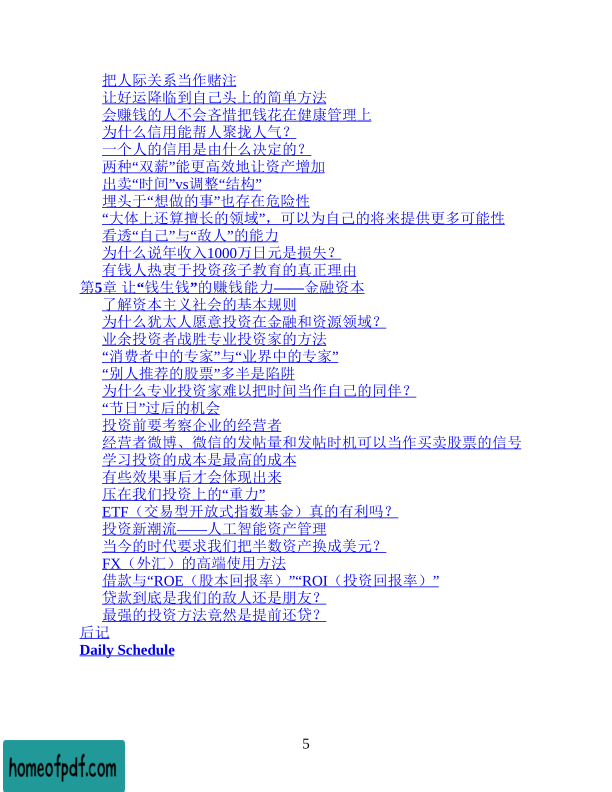 把人际关系当作赌注
让好运降临到自己头上的简单方法
会赚钱的人不会吝惜把钱花在健康管理上
为什么信用能帮人聚拢人气？
一个人的信用是由什么决定的？
两种“双薪”能更高效地让资产增加
出卖“时间”vs调整“结构”
埋头于“想做的事”也存在危险性
“大体上还算擅长的领域”，可以为自己的将来提供更多可能性
看透“自己”与“敌人”的能力
为什么说年收入1000万日元是损失？
有钱人热衷于投资孩子教育的真正理由
第5章 让“钱生钱”的赚钱能力——金融资本
了解资本主义社会的基本规则
为什么犹太人愿意投资在金融和资源领域？
业余投资者战胜专业投资家的方法
“消费者中的专家”与“业界中的专家”
“别人推荐的股票”多半是陷阱
为什么专业投资家难以把时间当作自己的同伴？
“节日”过后的机会
投资前要考察企业的经营者
经营者微博、微信的发帖量和发帖时机可以当作买卖股票的信号
学习投资的成本是最高的成本
有些效果事后才会体现出来
压在我们投资上的“重力”
ETF（交易型开放式指数基金）真的有利吗？
投资新潮流——人工智能资产管理
当今的时代要求我们把半数资产换成美元？
FX（外汇）的高端使用方法
借款与“ROE（股本回报率）”“ROI（投资回报率）”
贷款到底是我们的敌人还是朋友？
最强的投资方法竟然是提前还贷？
后记
Daily Schedule
5
homeofpdf.com